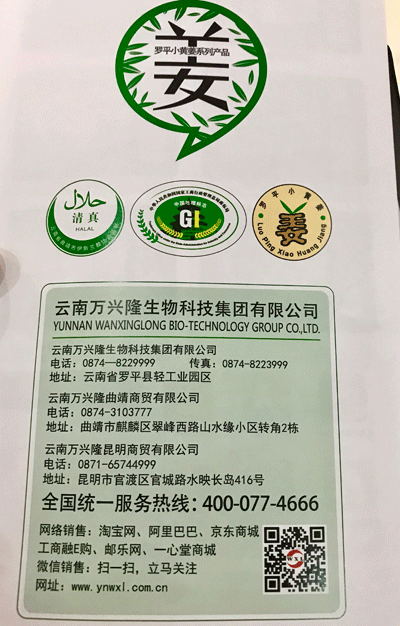 姜
罗平小黄姜系列产品
حلال
清真
HALAL
中国地理标志
GI
罗平小黄姜
姜
Luo ping Xiao Huang Jiang
云南万兴隆生物科技集团有限公司
YUNNAN WANXINGLONG BIO-TECHNOLOGY GROUP CO.,LTD.
云南万兴隆生物科技集团有限公司
电话：0874—8229999 传真：0874-8223999
地址：云南省罗平县轻工业园区
云南万兴隆曲靖商贸有限公司
电话：0874-3103777
地址：曲靖市麒麟区翠峰西路山水缘小区转角2栋
云南万兴隆昆明商贸有限公司
电话：0871-65744999
地址：昆明市官渡区官城路水映长岛416号
全国统一服务热线：400-077-4666
网络销售：淘宝网、阿里巴巴、京东商城
工商融E购、邮乐网、一心堂商城
微信销售：扫一扫，立马关注
网址：www.ynwxl.com.cn
WXL